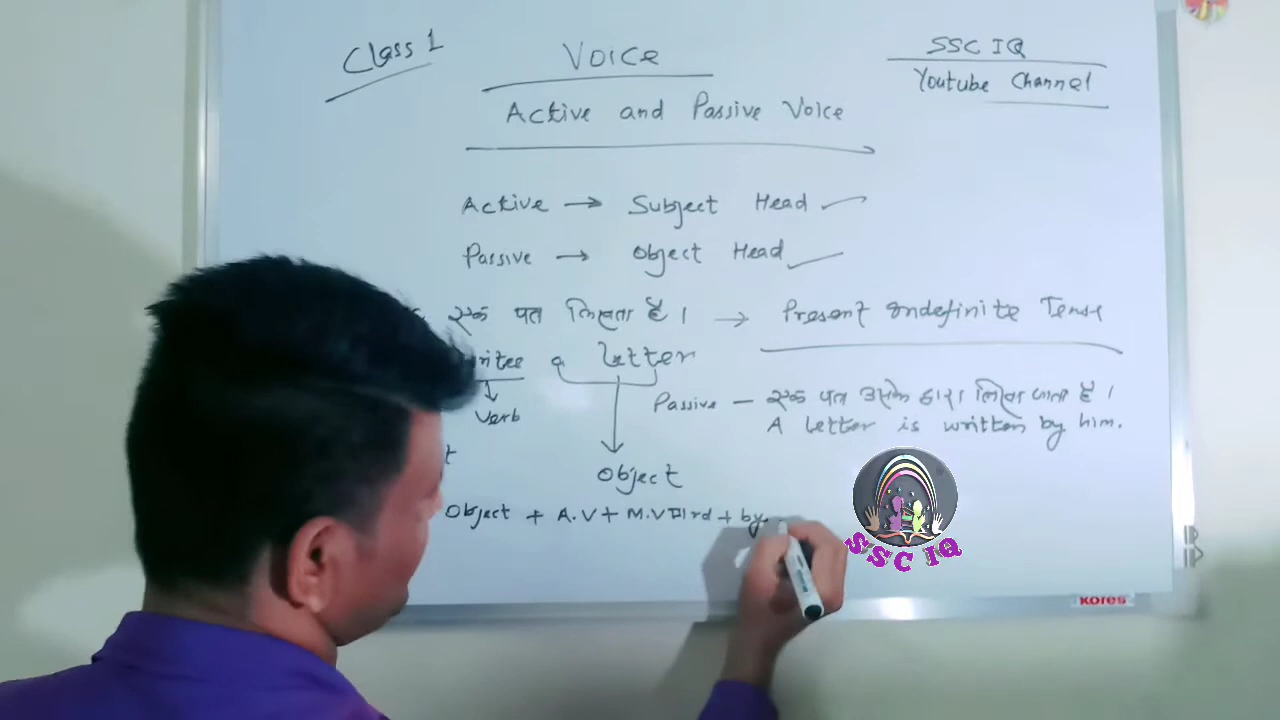 Class 1
Voice
SSC IQ
Youtube Channel
Active and Passive Voice
Active → Subject Head
Passive → Object Head
एक पत्र लिखता है। → Present Indefinite Tense
writes a letter
Verb
Passive — एक पत्र उसके द्वारा लिखा जाता है।
A letter is written by him.
Object
Object + A.V + M.V IIIrd + by
SSC IQ
kores